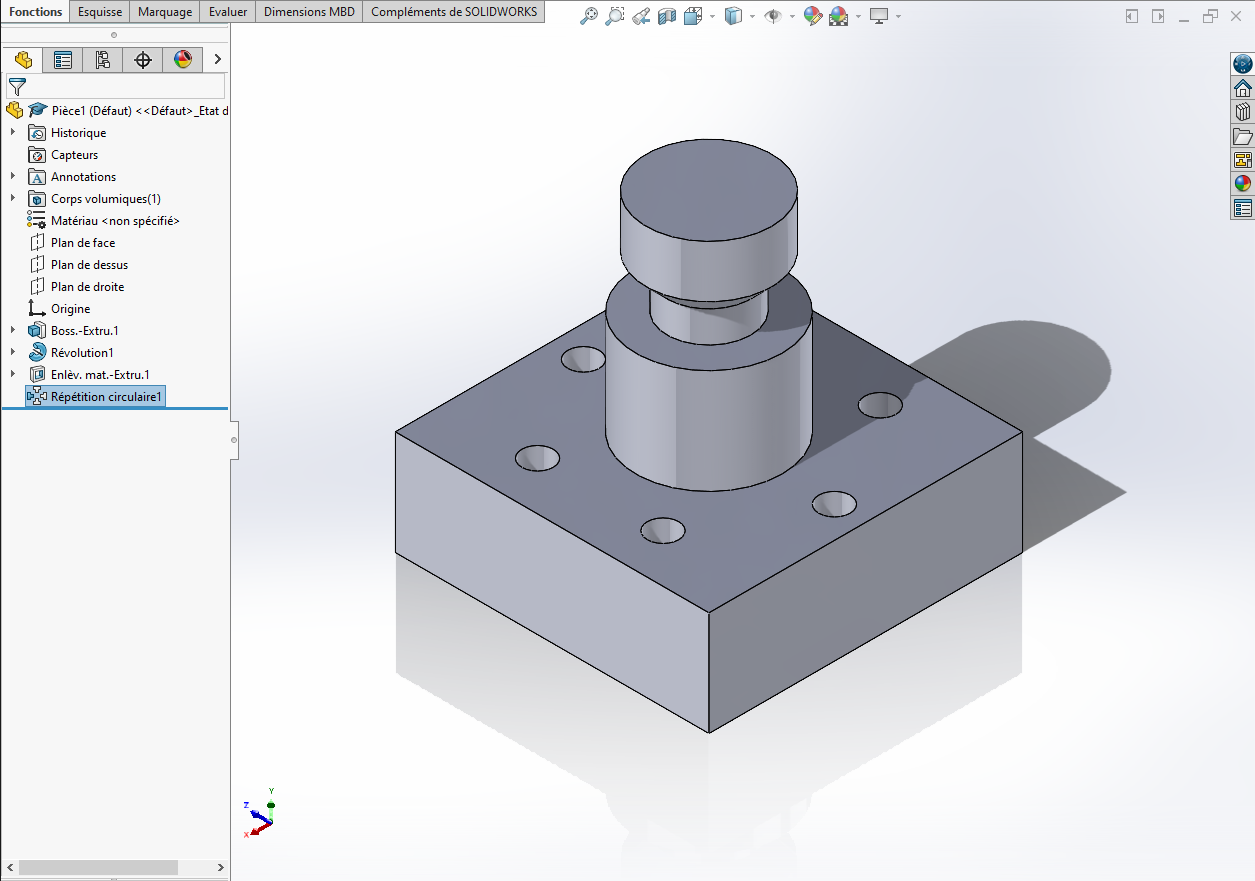 Fonctions Esquisse Marquage Evaluer Dimensions MBD Compléments de SOLIDWORKS
Pièce1 (Défaut) <<Défaut>_Etat d
Historique
Capteurs
A Annotations
Corps volumiques(1)
Matériau <non spécifié>
Plan de face
Plan de dessus
Plan de droite
Origine
Boss.-Extru.1
Révolution1
Enlèv. mat.-Extru.1
Répétition circulaire1
Y
Z
X